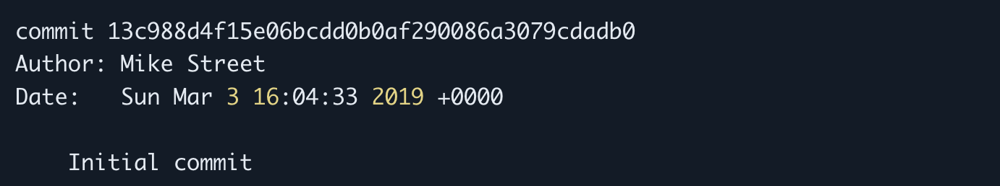 commit 13c988d4f15e06bcdd0b0af290086a3079cdadb0
Author: Mike Street
Date:   Sun Mar 3 16:04:33 2019 +0000

    Initial commit